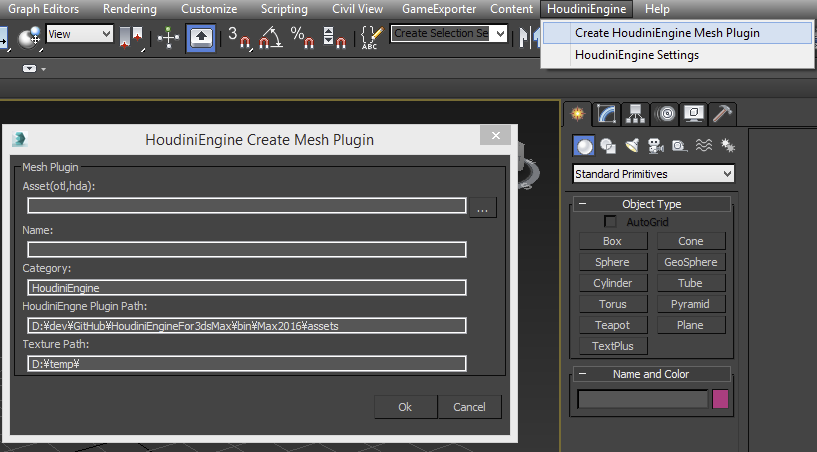 Graph Editors Rendering Customize Scripting Civil View GameExporter Content HoudiniEngine Help
View 3 % ABC Create Selection Se
Create HoudiniEngine Mesh Plugin
HoudiniEngine Settings
HoudiniEngine Create Mesh Plugin
Mesh Plugin
Asset(otl,hda):
...
Name:
Category:
HoudiniEngine
HoudiniEngne Plugin Path:
D:¥dev¥GitHub¥HoudiniEngineFor3dsMax¥bin¥Max2016¥assets
Texture Path:
D:¥temp¥
Ok Cancel
Standard Primitives
Object Type
AutoGrid
Box Cone
Sphere GeoSphere
Cylinder Tube
Torus Pyramid
Teapot Plane
TextPlus
Name and Color